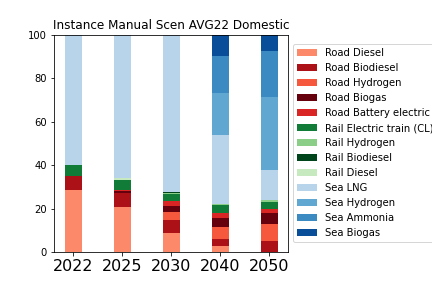 Instance Manual Scen AVG22 Domestic
100
80
60
40
20
0
2022 2025 2030 2040 2050
Road Diesel
Road Biodiesel
Road Hydrogen
Road Biogas
Road Battery electric
Rail Electric train (CL)
Rail Hydrogen
Rail Biodiesel
Rail Diesel
Sea LNG
Sea Hydrogen
Sea Ammonia
Sea Biogas